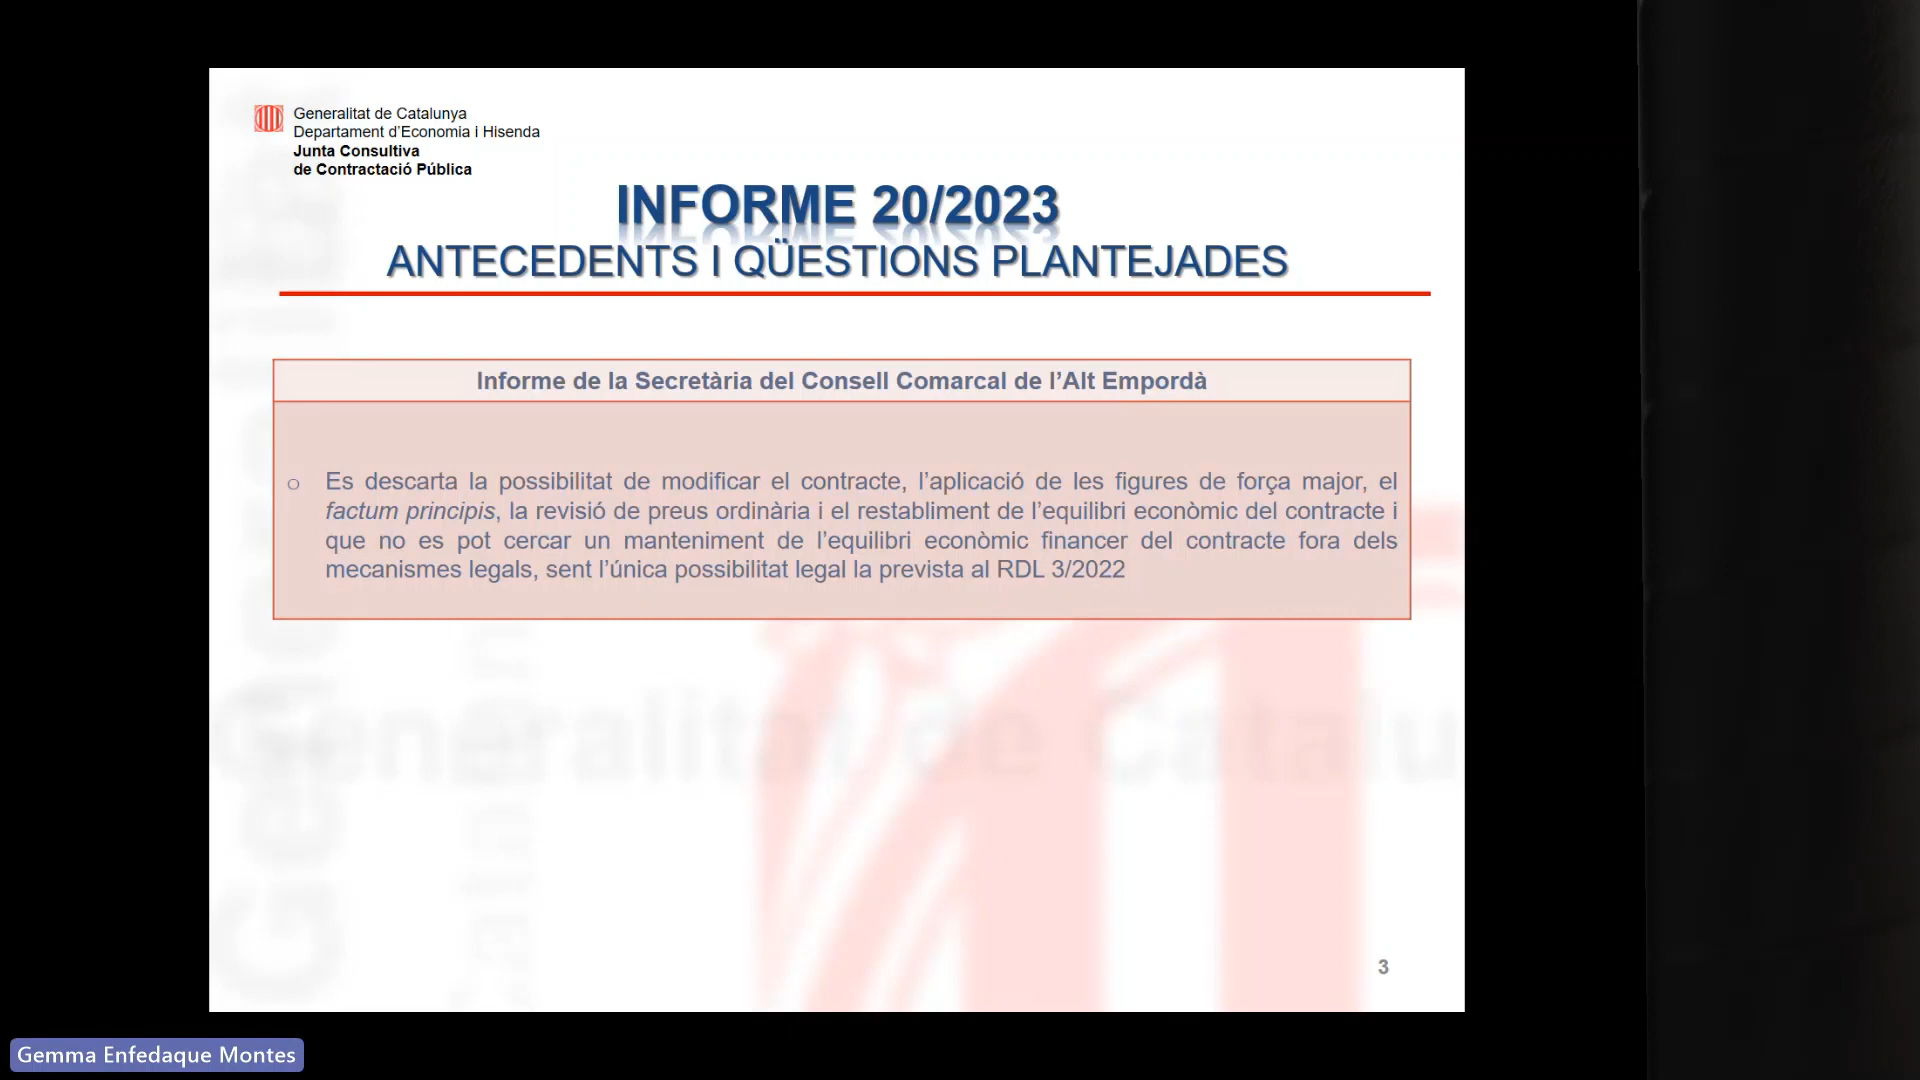 Generalitat de Catalunya
Departament d'Economia i Hisenda
Junta Consultiva
de Contractació Pública
INFORME 20/2023
ANTECEDENTS I QÜESTIONS PLANTEJADES
Informe de la Secretària del Consell Comarcal de l'Alt Empordà
o Es descarta la possibilitat de modificar el contracte, l'aplicació de les figures de força major, el
factum principis, la revisió de preus ordinària i el restabliment de l'equilibri econòmic del contracte i
que no es pot cercar un manteniment de l'equilibri econòmic financer del contracte fora dels
mecanismes legals, sent l'única possibilitat legal la prevista al RDL 3/2022
Generalitat de Catalu
3
Gemma Enfedaque Montes